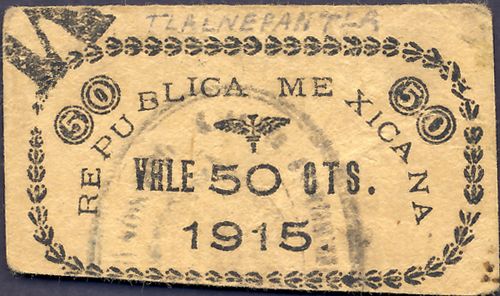 TLALNEPANTLA
50 50
REPUBLICA MEXICANA
VALE 50 CTS.
1915.